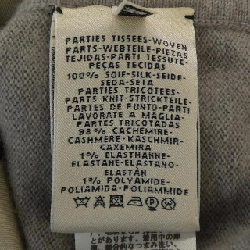 PARTIES TISSEES-WOVEN
PARTS-WEBTEILE-PIEZAS
TEJIDAS-PARTI TESSUTE
PEÇAS TECIDAS
100% SOIE-SILK-SEIDE-
SEDA-SETA
PARTIES TRICOTEES-
PARTS KNIT-STRICKTEILE
PARTES DE PUNTO-PARTI
LAVORATE A MAGLIA-
PARTES TRICOTADAS
98% CACHEMIRE-
CASHMERE-KASCHMIR-
CAXEMIRA
1% ELASTHANNE-
ELASTANE-ELASTANO-
ELASTAN
1% POLYAMIDE-
POLIAMIDA-POLIAMMIDE